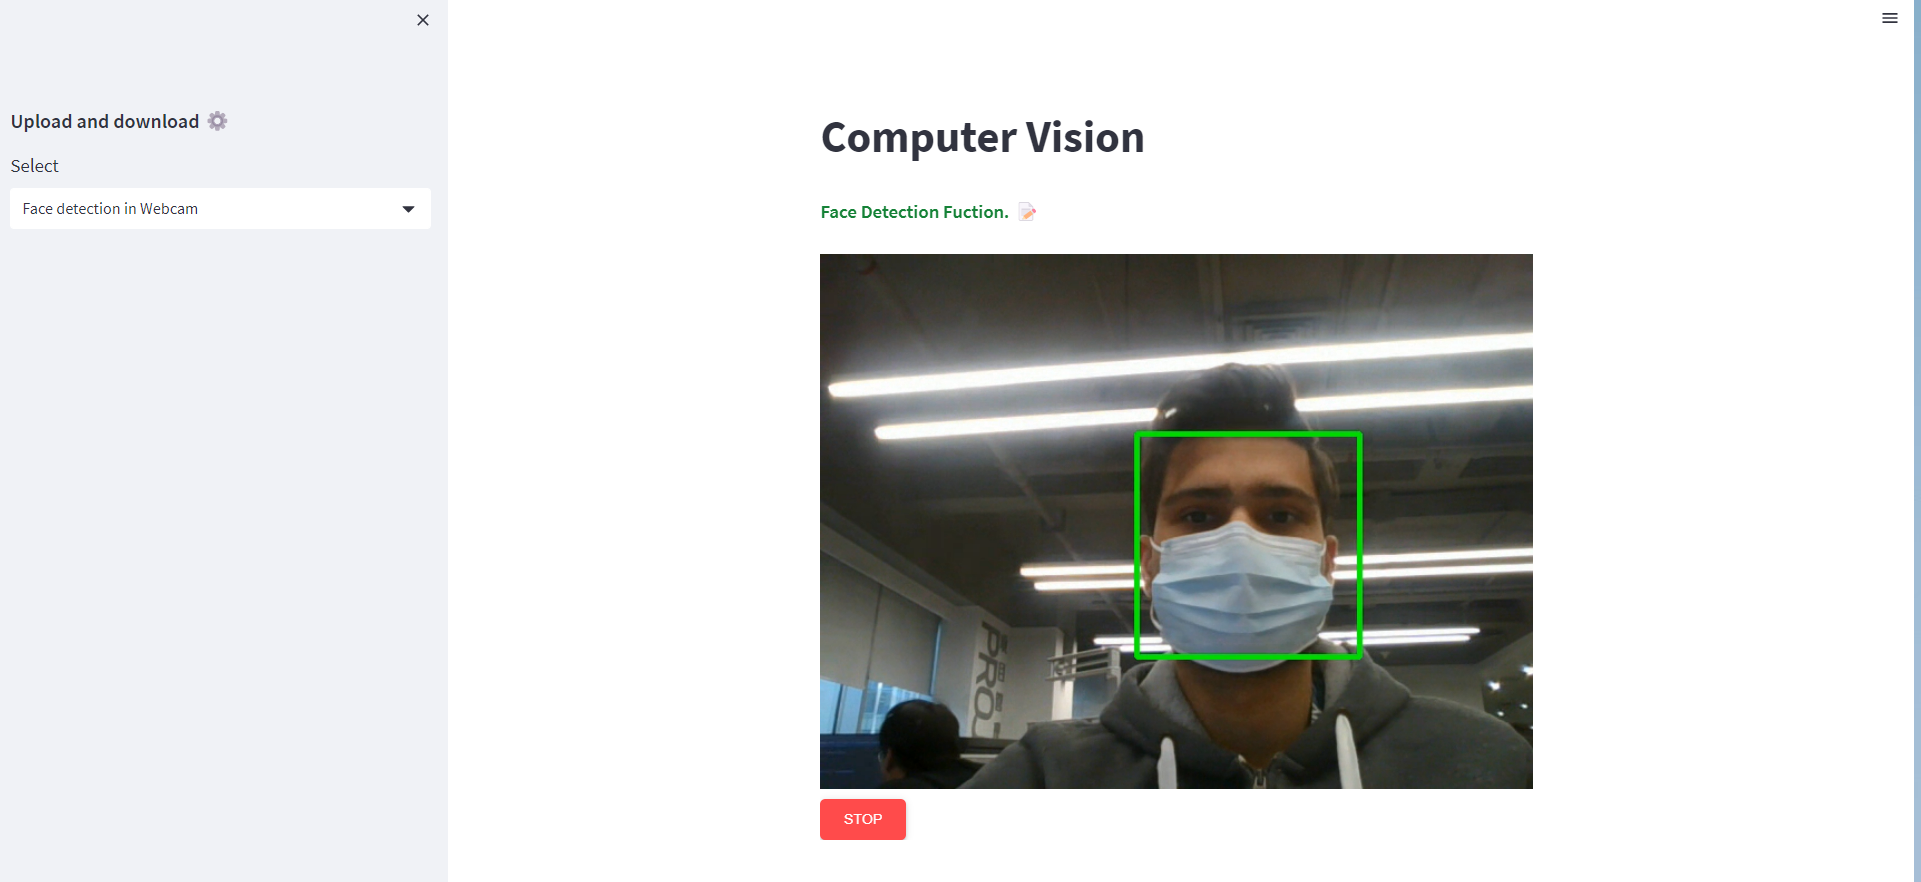 Upload and download
Select
Face detection in Webcam
Computer Vision
Face Detection Fuction.
PRO
STOP